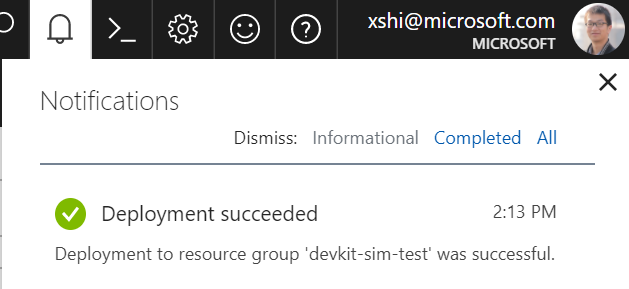 xshi@microsoft.com
MICROSOFT
Notifications
Dismiss: Informational Completed All
Deployment succeeded 2:13 PM
Deployment to resource group 'devkit-sim-test' was successful.